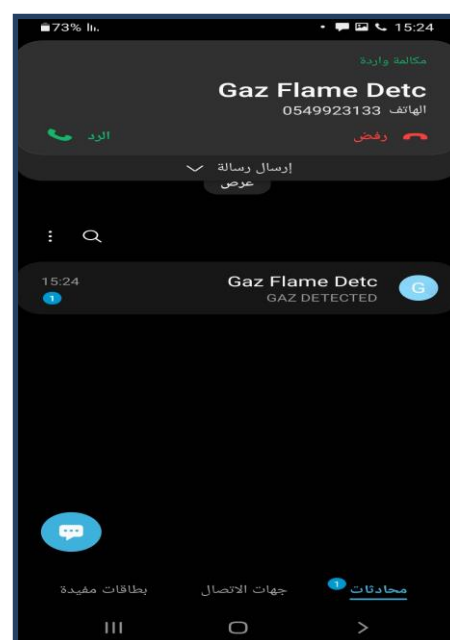 73% 15:24
مكالمة واردة
Gaz Flame Detc
الهاتف 0549923133
رفض الرد
إرسال رسالة
عرض
Gaz Flame Detc 15:24
G
GAZ DETECTED 1
محادثات 1 جهات الاتصال بطاقات مفيدة